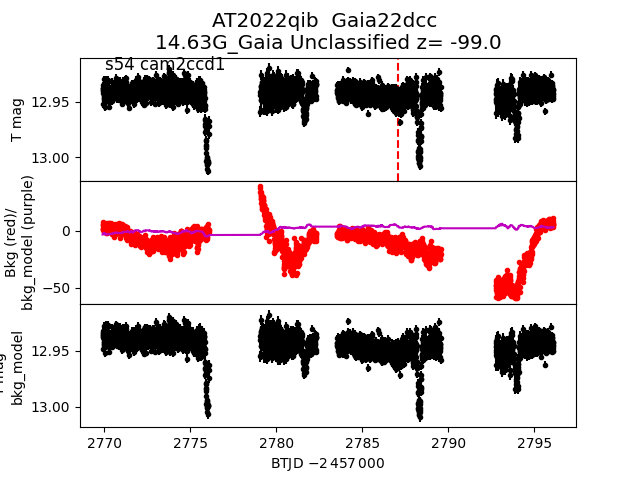 AT2022qib  Gaia22dcc
14.63G_Gaia Unclassified z= -99.0
s54 cam2ccd1
T mag
12.95
13.00
Bkg (red)/
bkg_model (purple)
0
−50
mag
bkg_model
12.95
13.00
2770
2775
2780
2785
2790
2795
BTJD −2 457 000